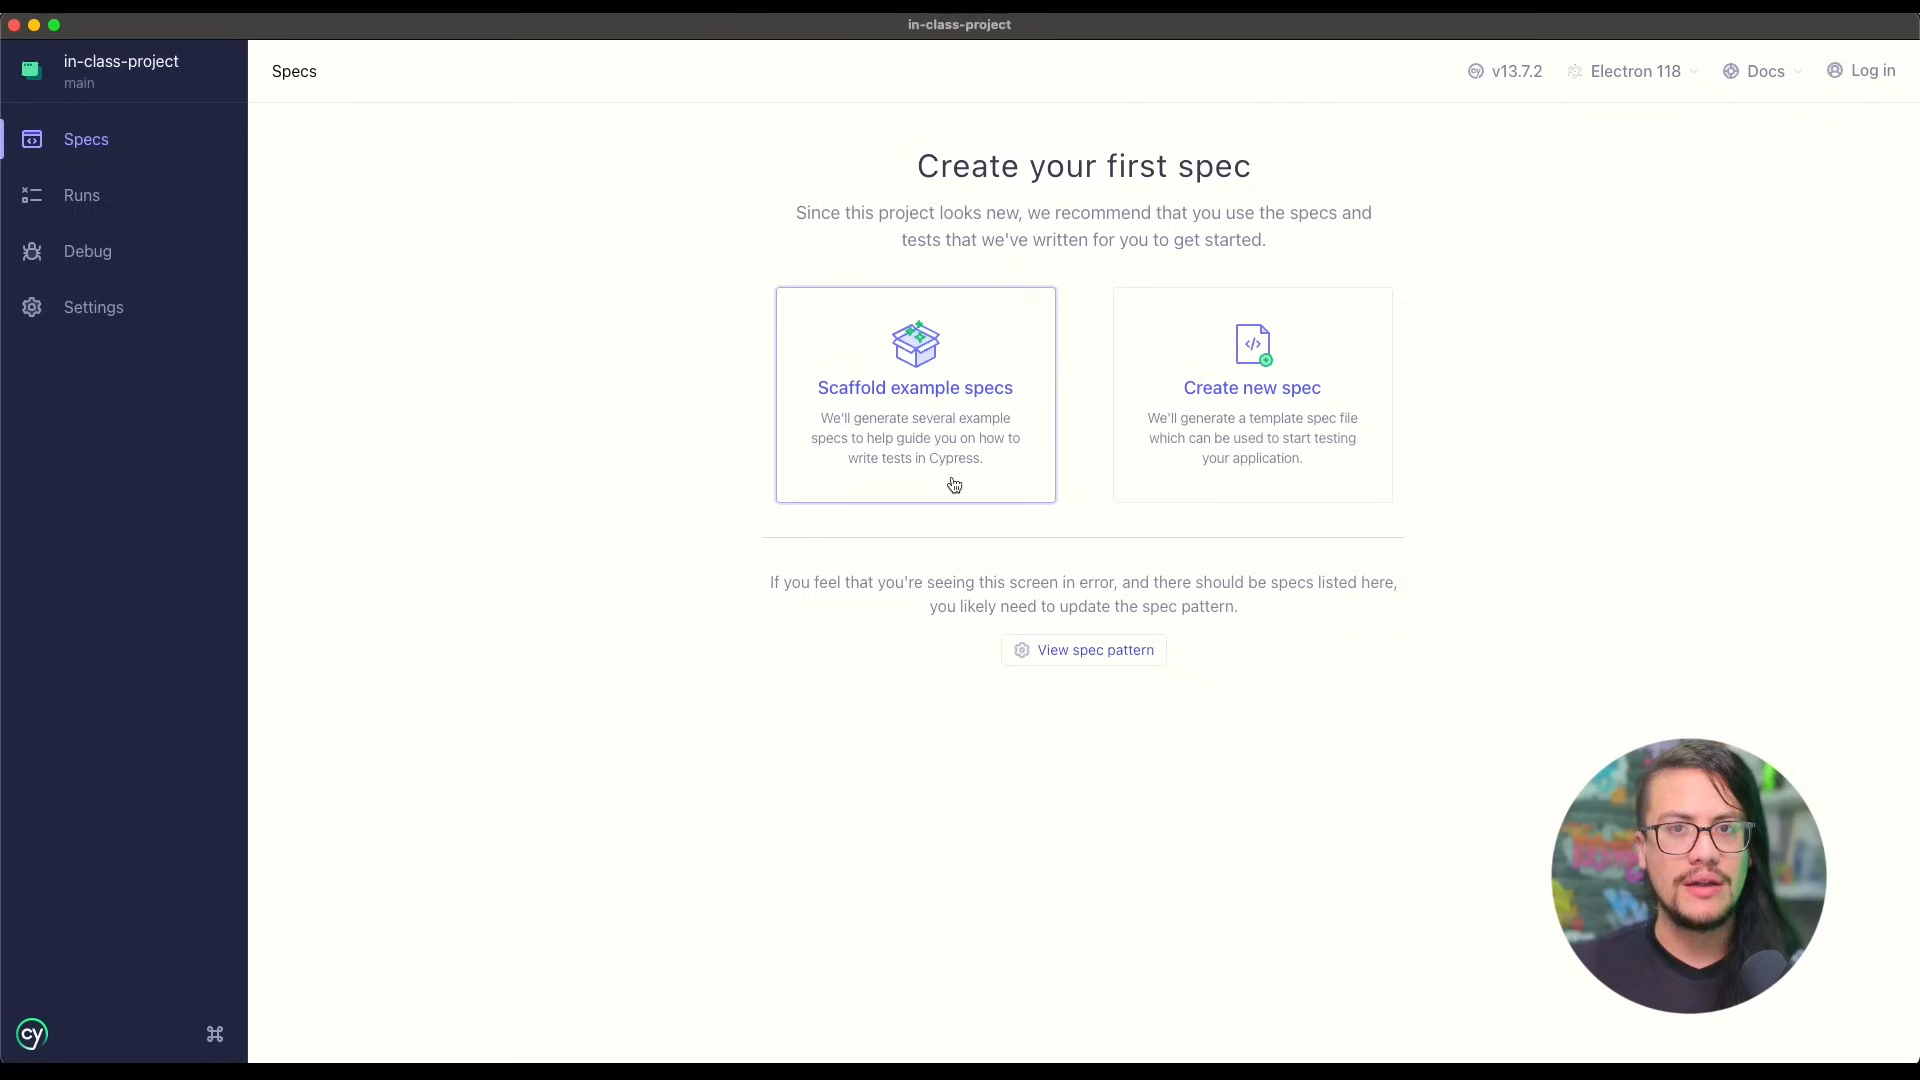 in-class-project
in-class-project
main
Specs
v13.7.2
Electron 118
Docs
Log in
Specs
Runs
Debug
Settings
Create your first spec
Since this project looks new, we recommend that you use the specs and
tests that we've written for you to get started.
Scaffold example specs
We'll generate several example
specs to help guide you on how to
write tests in Cypress.
Create new spec
We'll generate a template spec file
which can be used to start testing
your application.
If you feel that you're seeing this screen in error, and there should be specs listed here,
you likely need to update the spec pattern.
View spec pattern
cy